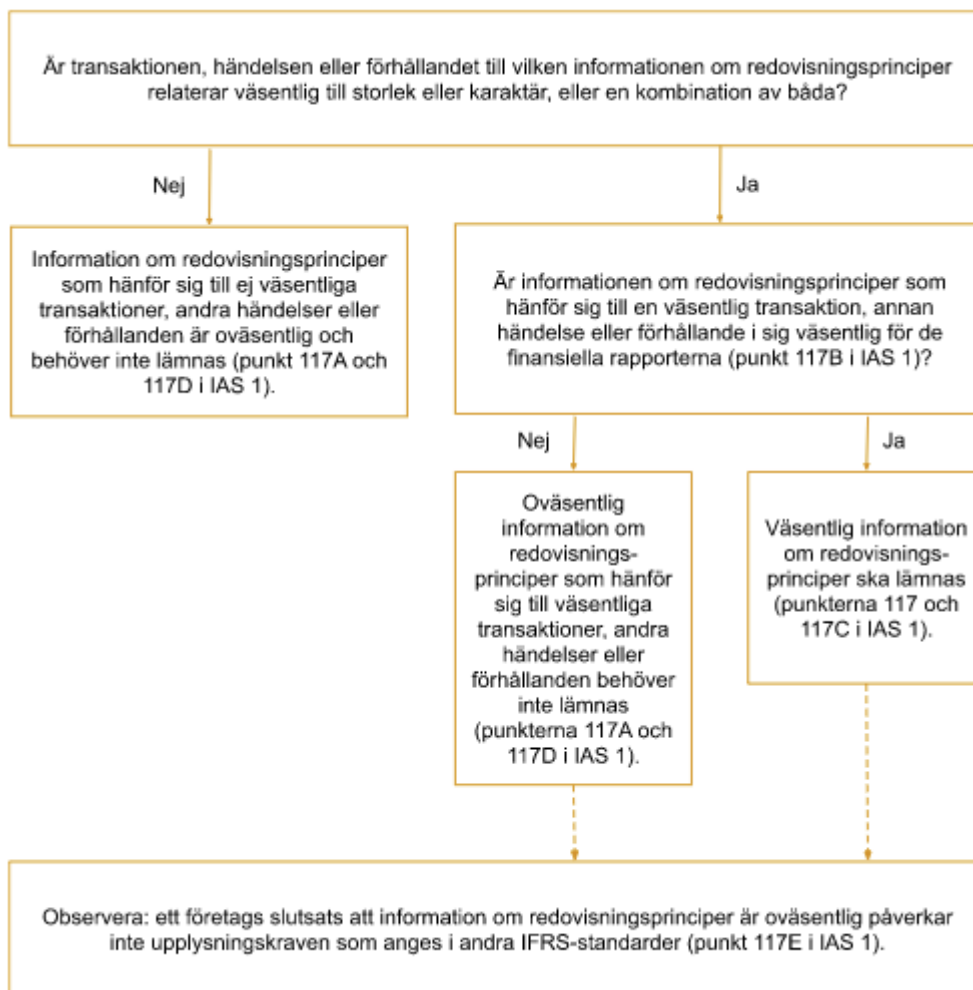 Är transaktionen, händelsen eller förhållandet till vilken informationen om redovisningsprinciper
relaterar väsentlig till storlek eller karaktär, eller en kombination av båda?
Nej
Ja
Information om redovisningsprinciper
som hänför sig till ej väsentliga
transaktioner, andra händelser eller
förhållanden är oväsentlig och
behöver inte lämnas (punkt 117A och
117D i IAS 1).
Är informationen om redovisningsprinciper som
hänför sig till en väsentlig transaktion, annan
händelse eller förhållande i sig väsentlig för de
finansiella rapporterna (punkt 117B i IAS 1)?
Nej
Ja
Oväsentlig
information om
redovisnings-
principer som hänför
sig till väsentliga
transaktioner, andra
händelser eller
förhållanden behöver
inte lämnas
(punkterna 117A och
117D i IAS 1).
Väsentlig information
om redovisnings-
principer ska lämnas
(punkterna 117 och
117C i IAS 1).
Observera: ett företags slutsats att information om redovisningsprinciper är oväsentlig påverkar
inte upplysningskraven som anges i andra IFRS-standarder (punkt 117E i IAS 1).